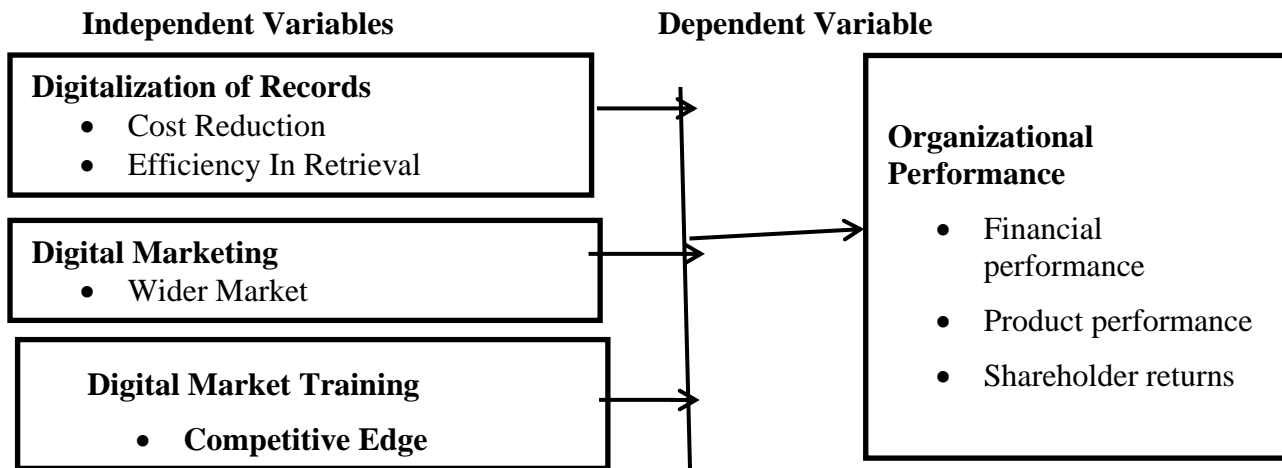 Independent Variables
Dependent Variable
Digitalization of Records
• Cost Reduction
• Efficiency In Retrieval
Digital Marketing
• Wider Market
Digital Market Training
• Competitive Edge
Organizational
Performance
• Financial
performance
• Product performance
• Shareholder returns